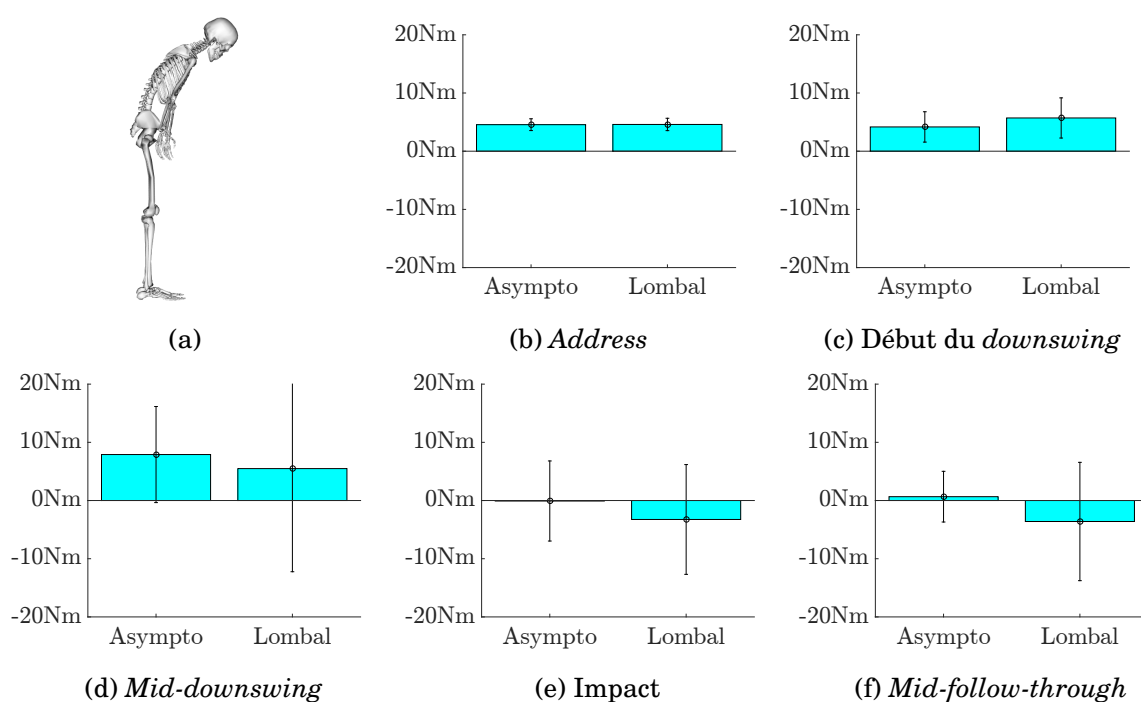 20Nm
10Nm
0Nm
-10Nm
-20Nm
Asympto Lombal
20Nm
10Nm
0Nm
-10Nm
-20Nm
Asympto Lombal
(a)
(b) Address
(c) Début du downswing
20Nm
10Nm
0Nm
-10Nm
-20Nm
Asympto Lombal
20Nm
10Nm
0Nm
-10Nm
-20Nm
Asympto Lombal
20Nm
10Nm
0Nm
-10Nm
-20Nm
Asympto Lombal
(d) Mid-downswing
(e) Impact
(f) Mid-follow-through